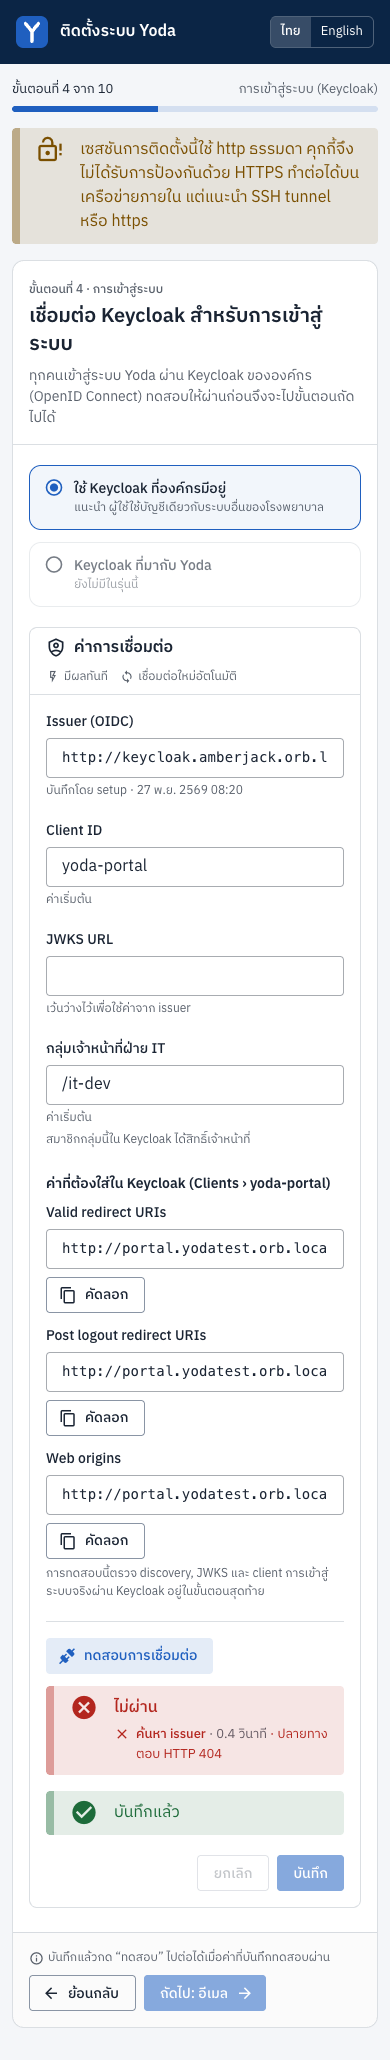 Y ติดตั้งระบบ Yoda ไทย English
ขั้นตอนที่ 4 จาก 10 การเข้าสู่ระบบ (Keycloak)
เซสชันการติดตั้งนี้ใช้ http ธรรมดา คุกกี้จึง
ไม่ได้รับการป้องกันด้วย HTTPS ทำต่อได้บน
เครือข่ายภายใน แต่แนะนำ SSH tunnel
หรือ https
ขั้นตอนที่ 4 · การเข้าสู่ระบบ
เชื่อมต่อ Keycloak สำหรับการเข้าสู่
ระบบ
ทุกคนเข้าสู่ระบบ Yoda ผ่าน Keycloak ขององค์กร
(OpenID Connect) ทดสอบให้ผ่านก่อนจึงจะไปขั้นตอนถัด
ไปได้
ใช้ Keycloak ที่องค์กรมีอยู่
แนะนำ ผู้ใช้ใช้บัญชีเดียวกับระบบอื่นของโรงพยาบาล
Keycloak ที่มากับ Yoda
ยังไม่มีในรุ่นนี้
ค่าการเชื่อมต่อ
มีผลทันที เชื่อมต่อใหม่อัตโนมัติ
Issuer (OIDC)
http://keycloak.amberjack.orb.l
บันทึกโดย setup · 27 พ.ย. 2569 08:20
Client ID
yoda-portal
ค่าเริ่มต้น
JWKS URL
เว้นว่างไว้เพื่อใช้ค่าจาก issuer
กลุ่มเจ้าหน้าที่ฝ่าย IT
/it-dev
ค่าเริ่มต้น
สมาชิกกลุ่มนี้ใน Keycloak ได้สิทธิ์เจ้าหน้าที่
ค่าที่ต้องใส่ใน Keycloak (Clients › yoda-portal)
Valid redirect URIs
http://portal.yodatest.orb.loca
คัดลอก
Post logout redirect URIs
http://portal.yodatest.orb.loca
คัดลอก
Web origins
http://portal.yodatest.orb.loca
คัดลอก
การทดสอบนี้ตรวจ discovery, JWKS และ client การเข้าสู่
ระบบจริงผ่าน Keycloak อยู่ในขั้นตอนสุดท้าย
ทดสอบการเชื่อมต่อ
ไม่ผ่าน
ค้นหา issuer · 0.4 วินาที · ปลายทาง
ตอบ HTTP 404
บันทึกแล้ว
ยกเลิก บันทึก
บันทึกแล้วกด “ทดสอบ” ไปต่อได้เมื่อค่าที่บันทึกทดสอบผ่าน
ย้อนกลับ ถัดไป: อีเมล